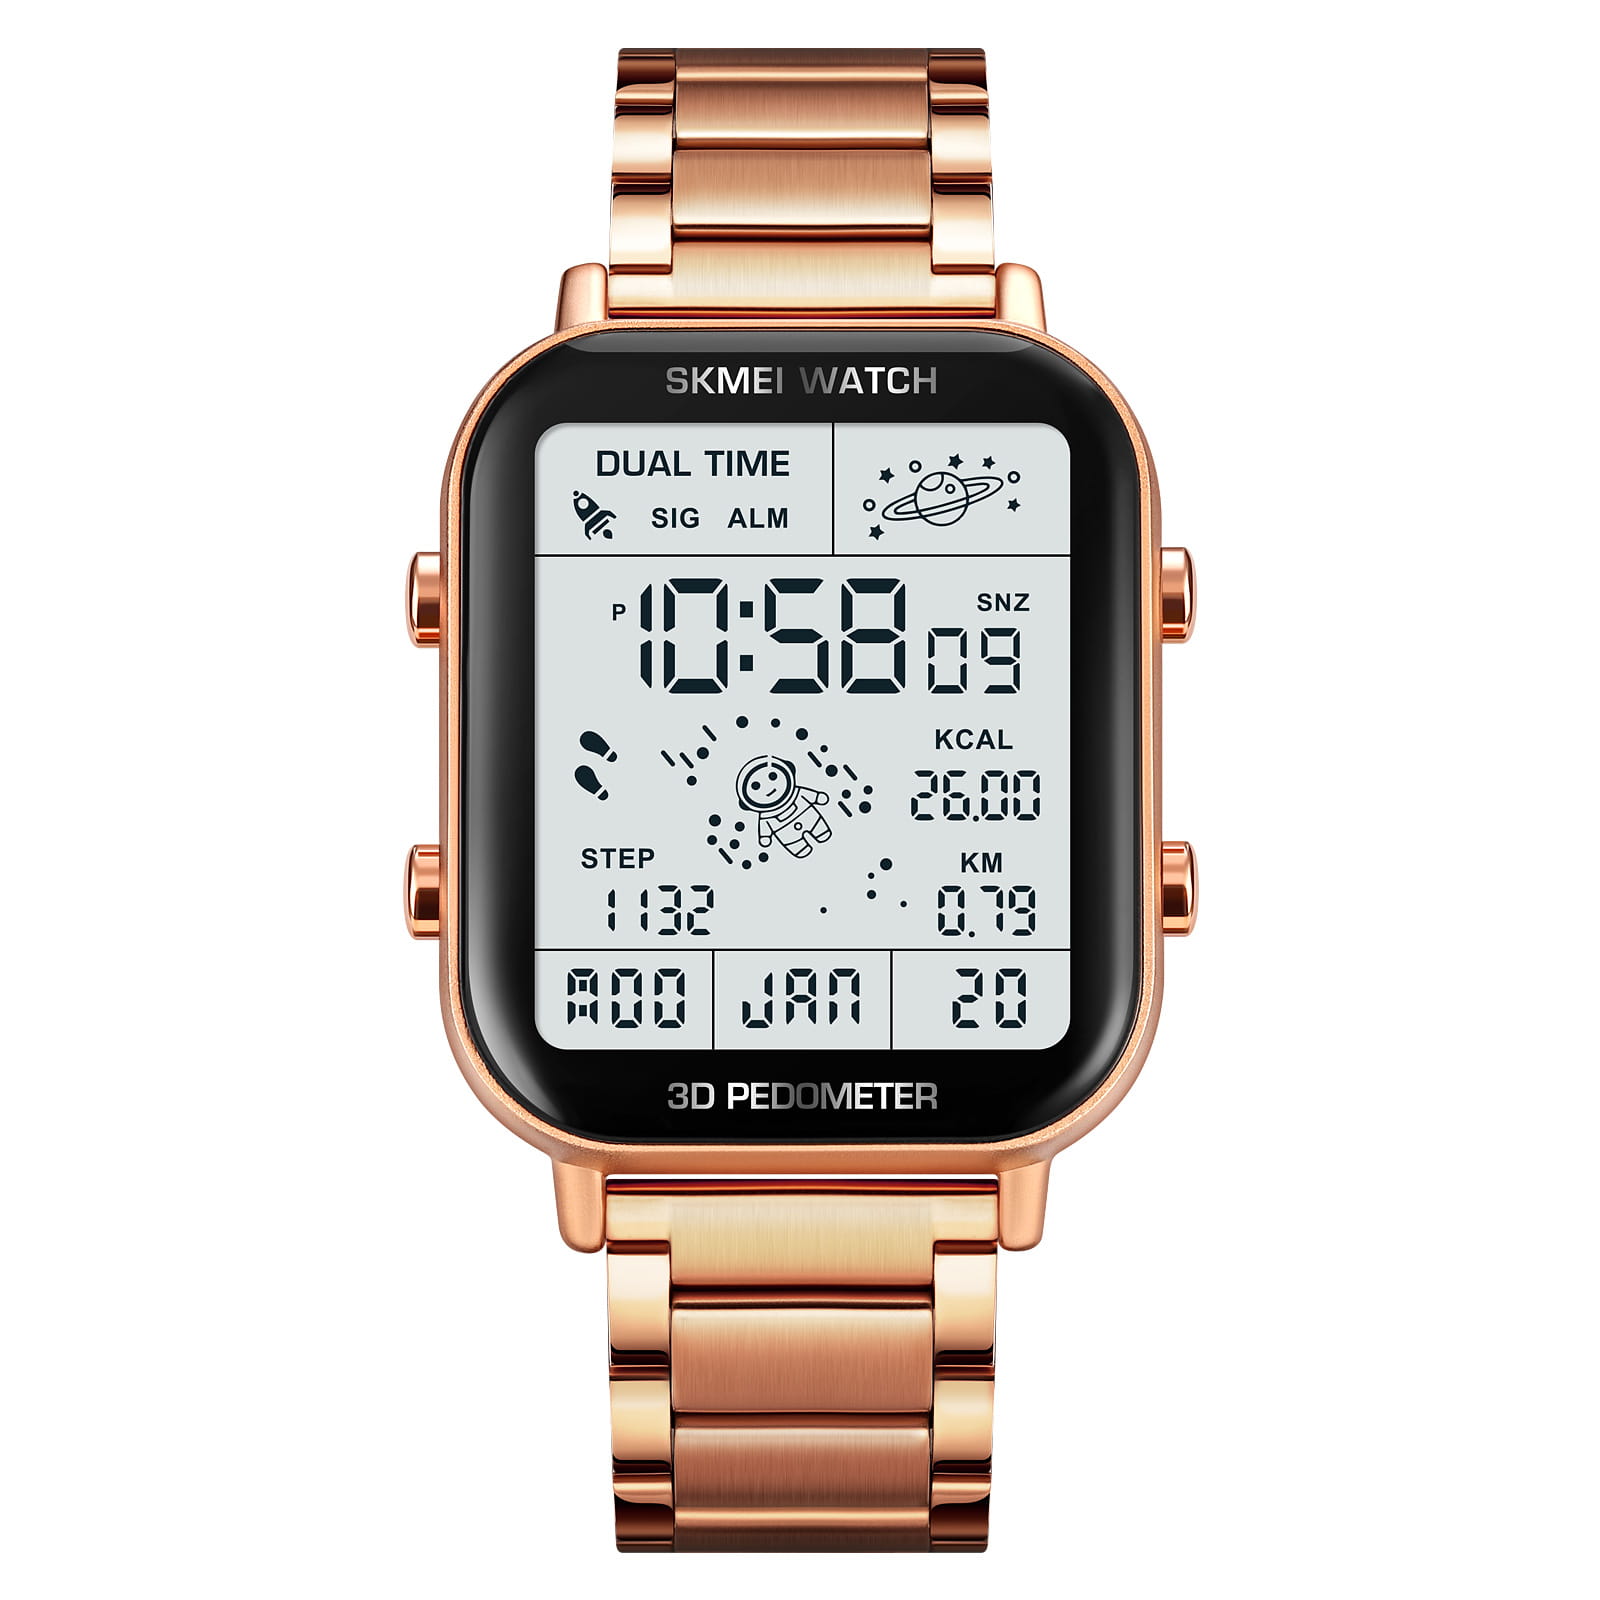 SKMEI WATCH
DUAL TIME
SIG ALM
P 10:58 09
SNZ
KCAL
26.00
STEP
1132
KM
0.79
JAN 20
3D PEDOMETER